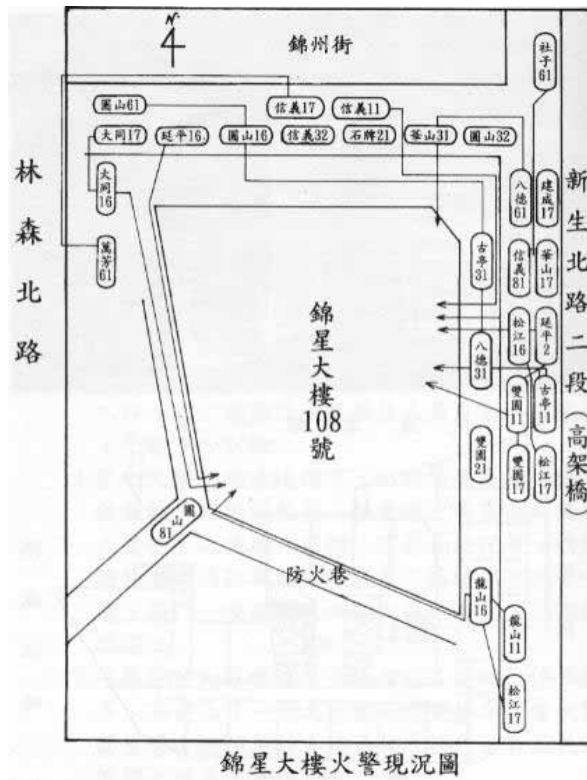 N
錦州街
社子61
圓山61
信義17
信義11
大同17
延平16
圓山16
信義32
石牌21
華山31
圓山32
大同16
萬芳61
八德61
建成17
古亭31
信義81
華山17
松江16
延平2
八德31
雙園11
古亭11
雙園21
雙園17
松江17
林森北路
錦星大樓108號
新生北路二段(高架橋)
圓山81
防火巷
龍山16
龍山11
松江17
錦星大樓火警現況圖